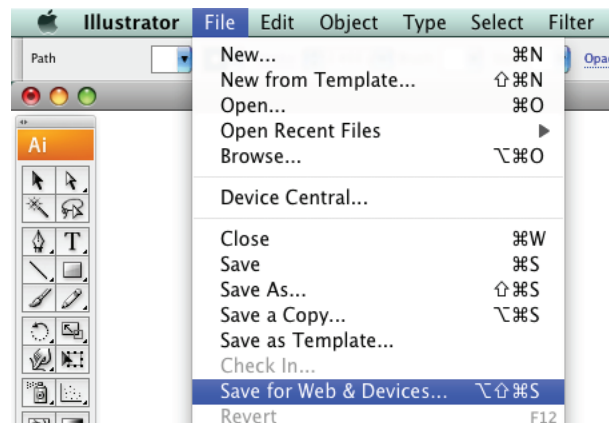 Illustrator File Edit Object Type Select Filter
Path
Opac
New... ⌘N
New from Template... ⇧⌘N
Open... ⌘O
Open Recent Files ▶
Browse... ⌥⌘O
Ai
Device Central...
Close ⌘W
Save ⌘S
Save As... ⇧⌘S
Save a Copy... ⌥⌘S
Save as Template...
Check In...
Save for Web & Devices... ⌥⇧⌘S
Revert F12